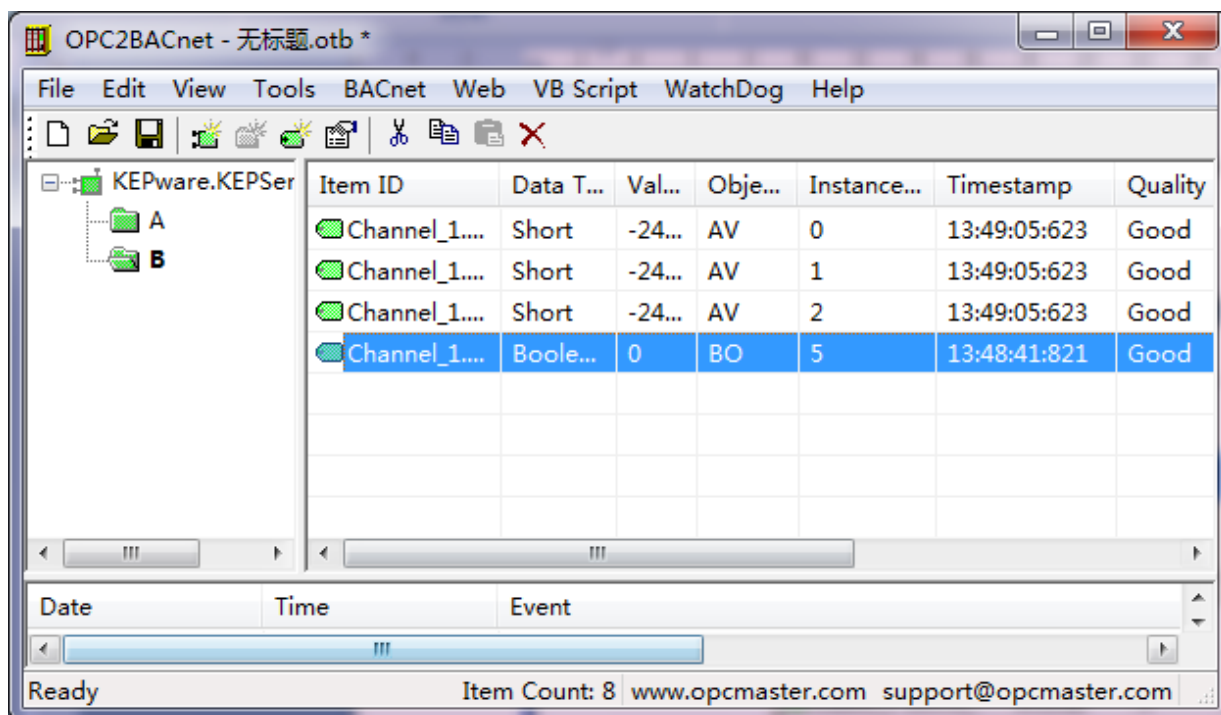 OPC2BACnet - 无标题.otb *
File Edit View Tools BACnet Web VB Script WatchDog Help
KEPware.KEPSer
A
B
Item ID Data T... Val... Obje... Instance... Timestamp Quality
Channel_1.... Short -24... AV 0 13:49:05:623 Good
Channel_1.... Short -24... AV 1 13:49:05:623 Good
Channel_1.... Short -24... AV 2 13:49:05:623 Good
Channel_1.... Boole... 0 BO 5 13:48:41:821 Good
Date Time Event
Ready Item Count: 8 www.opcmaster.com support@opcmaster.com